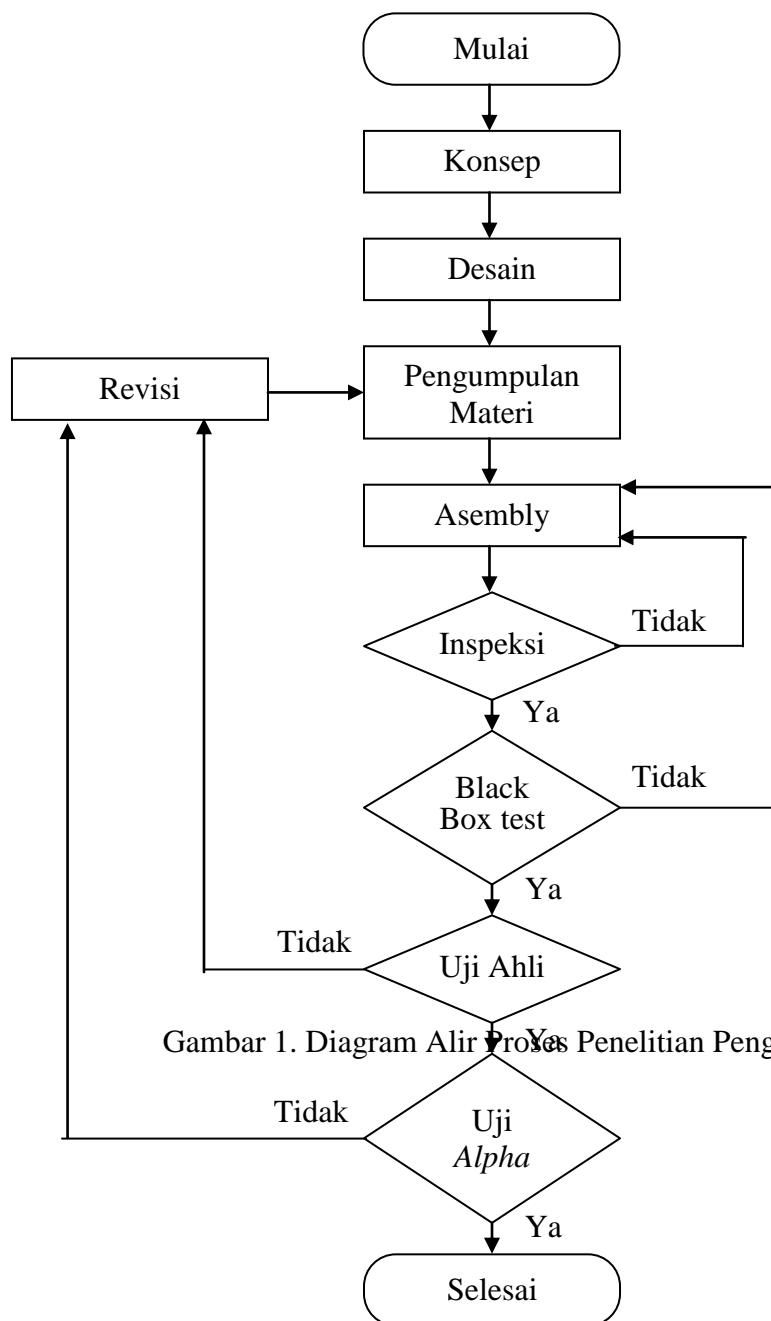 Mulai
Konsep
Desain
Revisi
Pengumpulan
Materi
Asembly
Inspeksi
Tidak
Ya
Black
Box test
Tidak
Ya
Tidak
Uji Ahli
Ya
Gambar 1. Diagram Alir Proses Penelitian Peng
Tidak
Uji
Alpha
Ya
Selesai